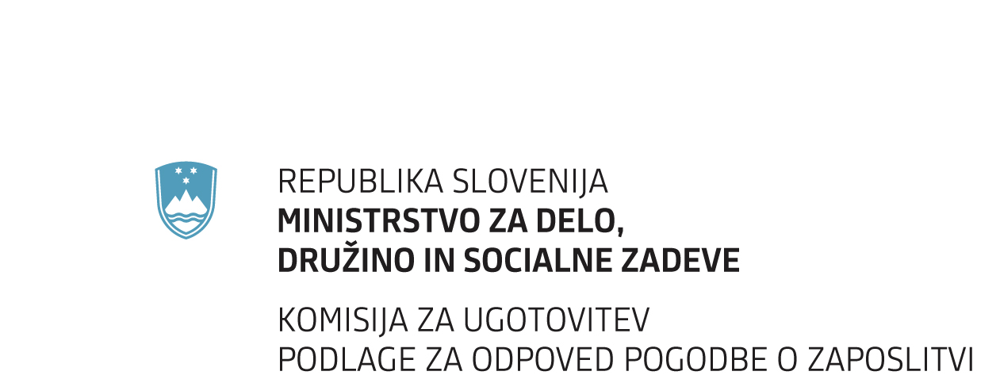 REPUBLIKA SLOVENIJA
MINISTRSTVO ZA DELO,
DRUŽINO IN SOCIALNE ZADEVE
KOMISIJA ZA UGOTOVITEV
PODLAGE ZA ODPOVED POGODBE O ZAPOSLITVI